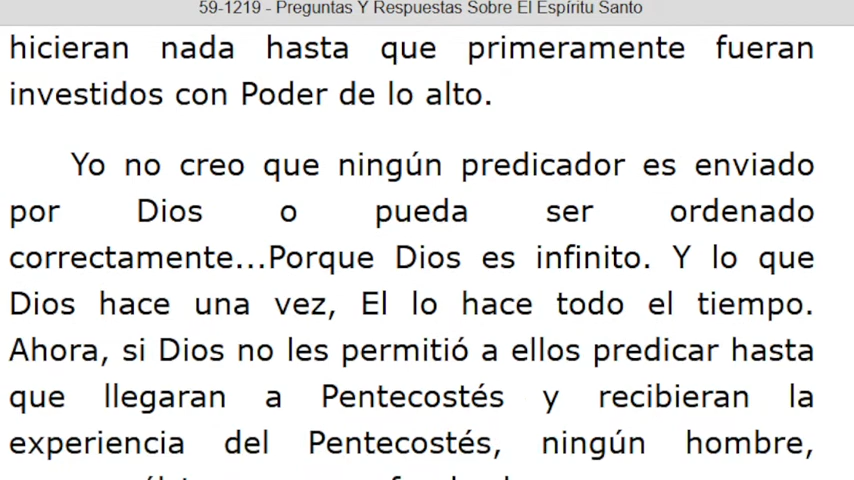 59-1219 - Preguntas Y Respuestas Sobre El Espíritu Santo
hicieran nada hasta que primeramente fueran
investidos con Poder de lo alto.
Yo no creo que ningún predicador es enviado
por Dios o pueda ser ordenado
correctamente...Porque Dios es infinito. Y lo que
Dios hace una vez, El lo hace todo el tiempo.
Ahora, si Dios no les permitió a ellos predicar hasta
que llegaran a Pentecostés y recibieran la
experiencia del Pentecostés, ningún hombre,